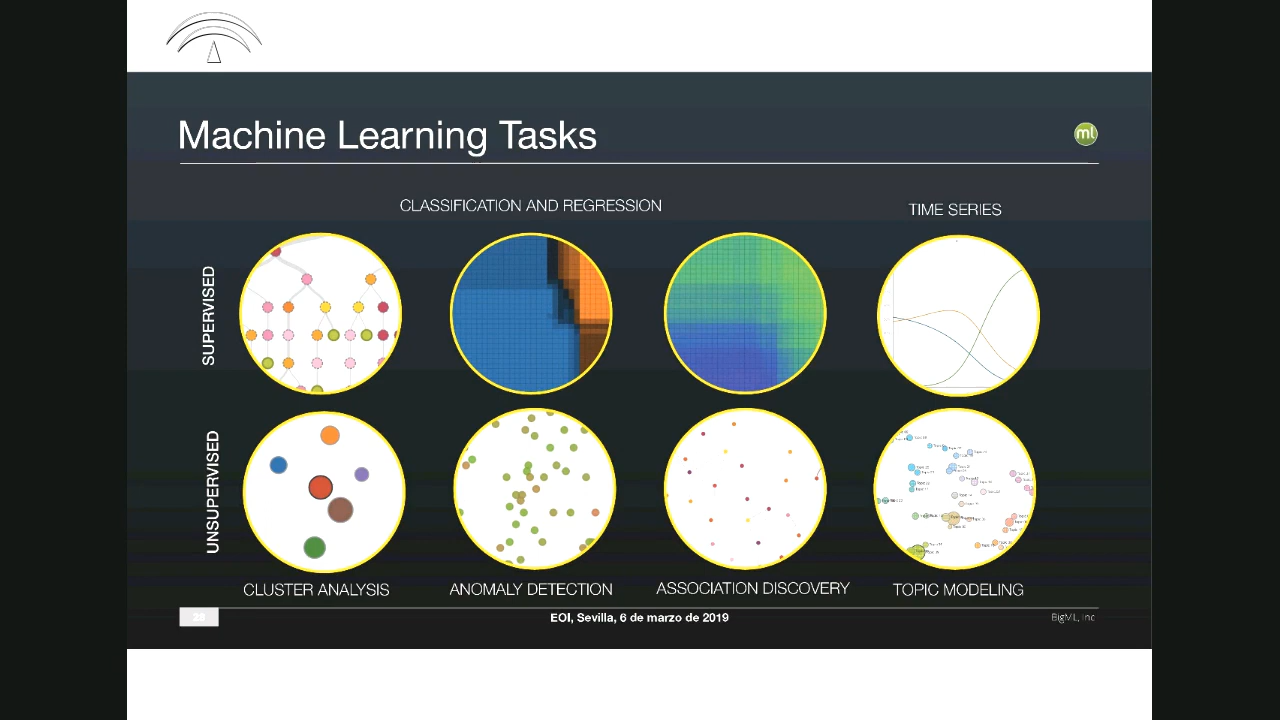 Machine Learning Tasks
ml
CLASSIFICATION AND REGRESSION
TIME SERIES
SUPERVISED
UNSUPERVISED
CLUSTER ANALYSIS
ANOMALY DETECTION
ASSOCIATION DISCOVERY
TOPIC MODELING
EOI, Sevilla, 6 de marzo de 2019
BigML, Inc